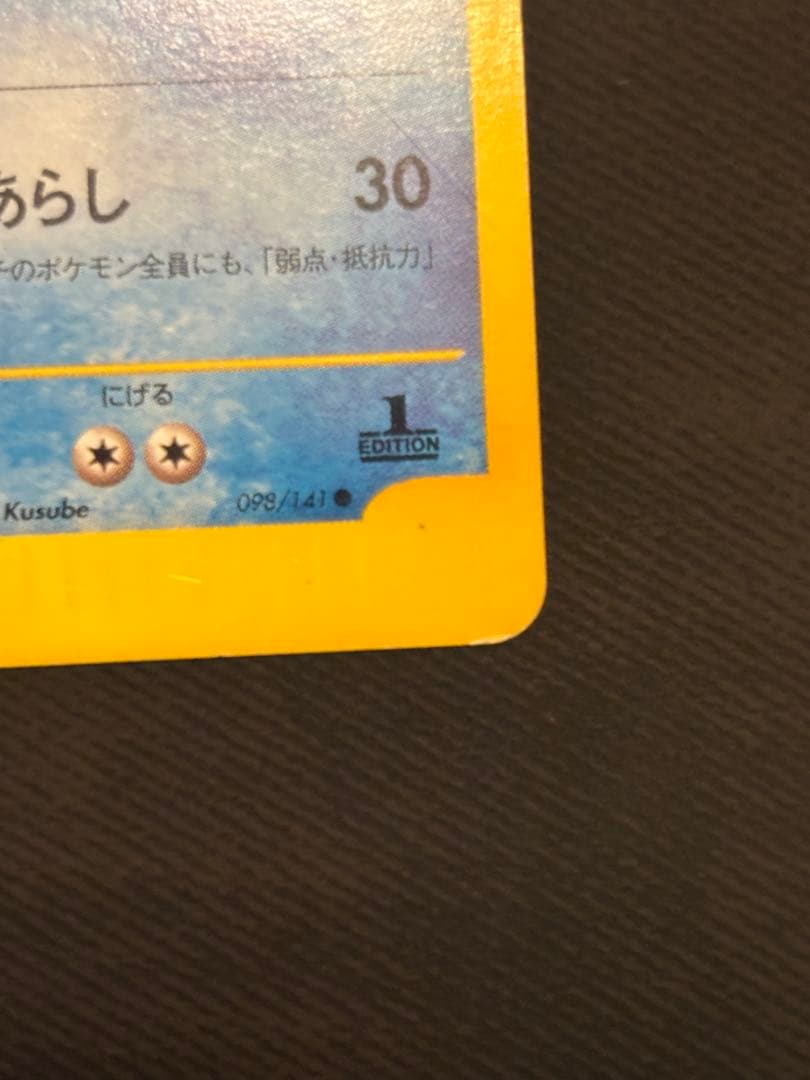 あらし 30
のポケモン全員にも、「弱点・抵抗力」
にげる
1
EDITION
Kusube
098/141